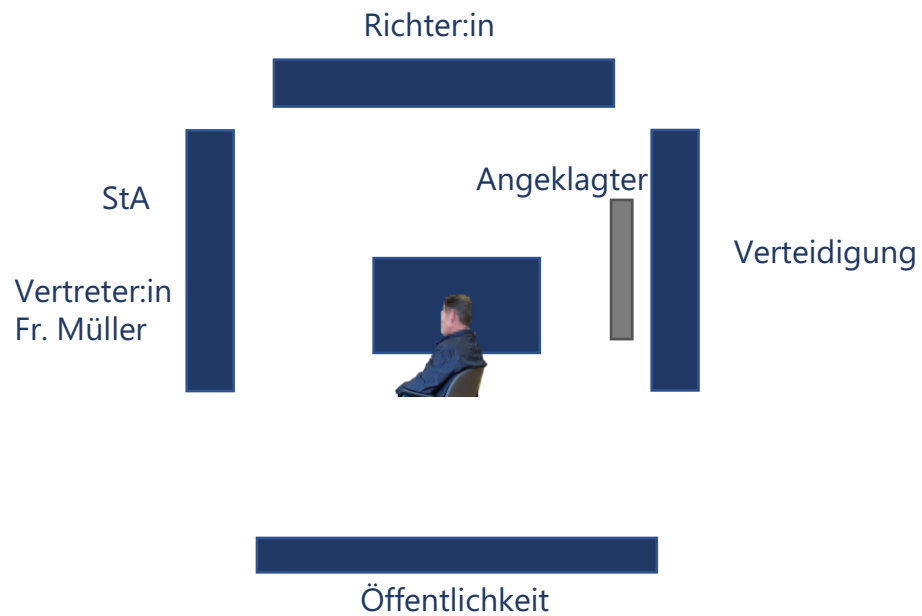 Richter:in
Angeklagter
StA
Verteidigung
Vertreter:in
Fr. Müller
Öffentlichkeit